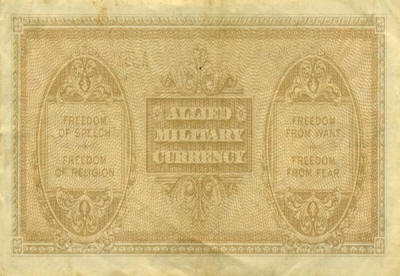 FREEDOM
OF SPEECH
FREEDOM
OF RELIGION
ALLIED
MILITARY
CURRENCY
FREEDOM
FROM WANT
FREEDOM
FROM FEAR